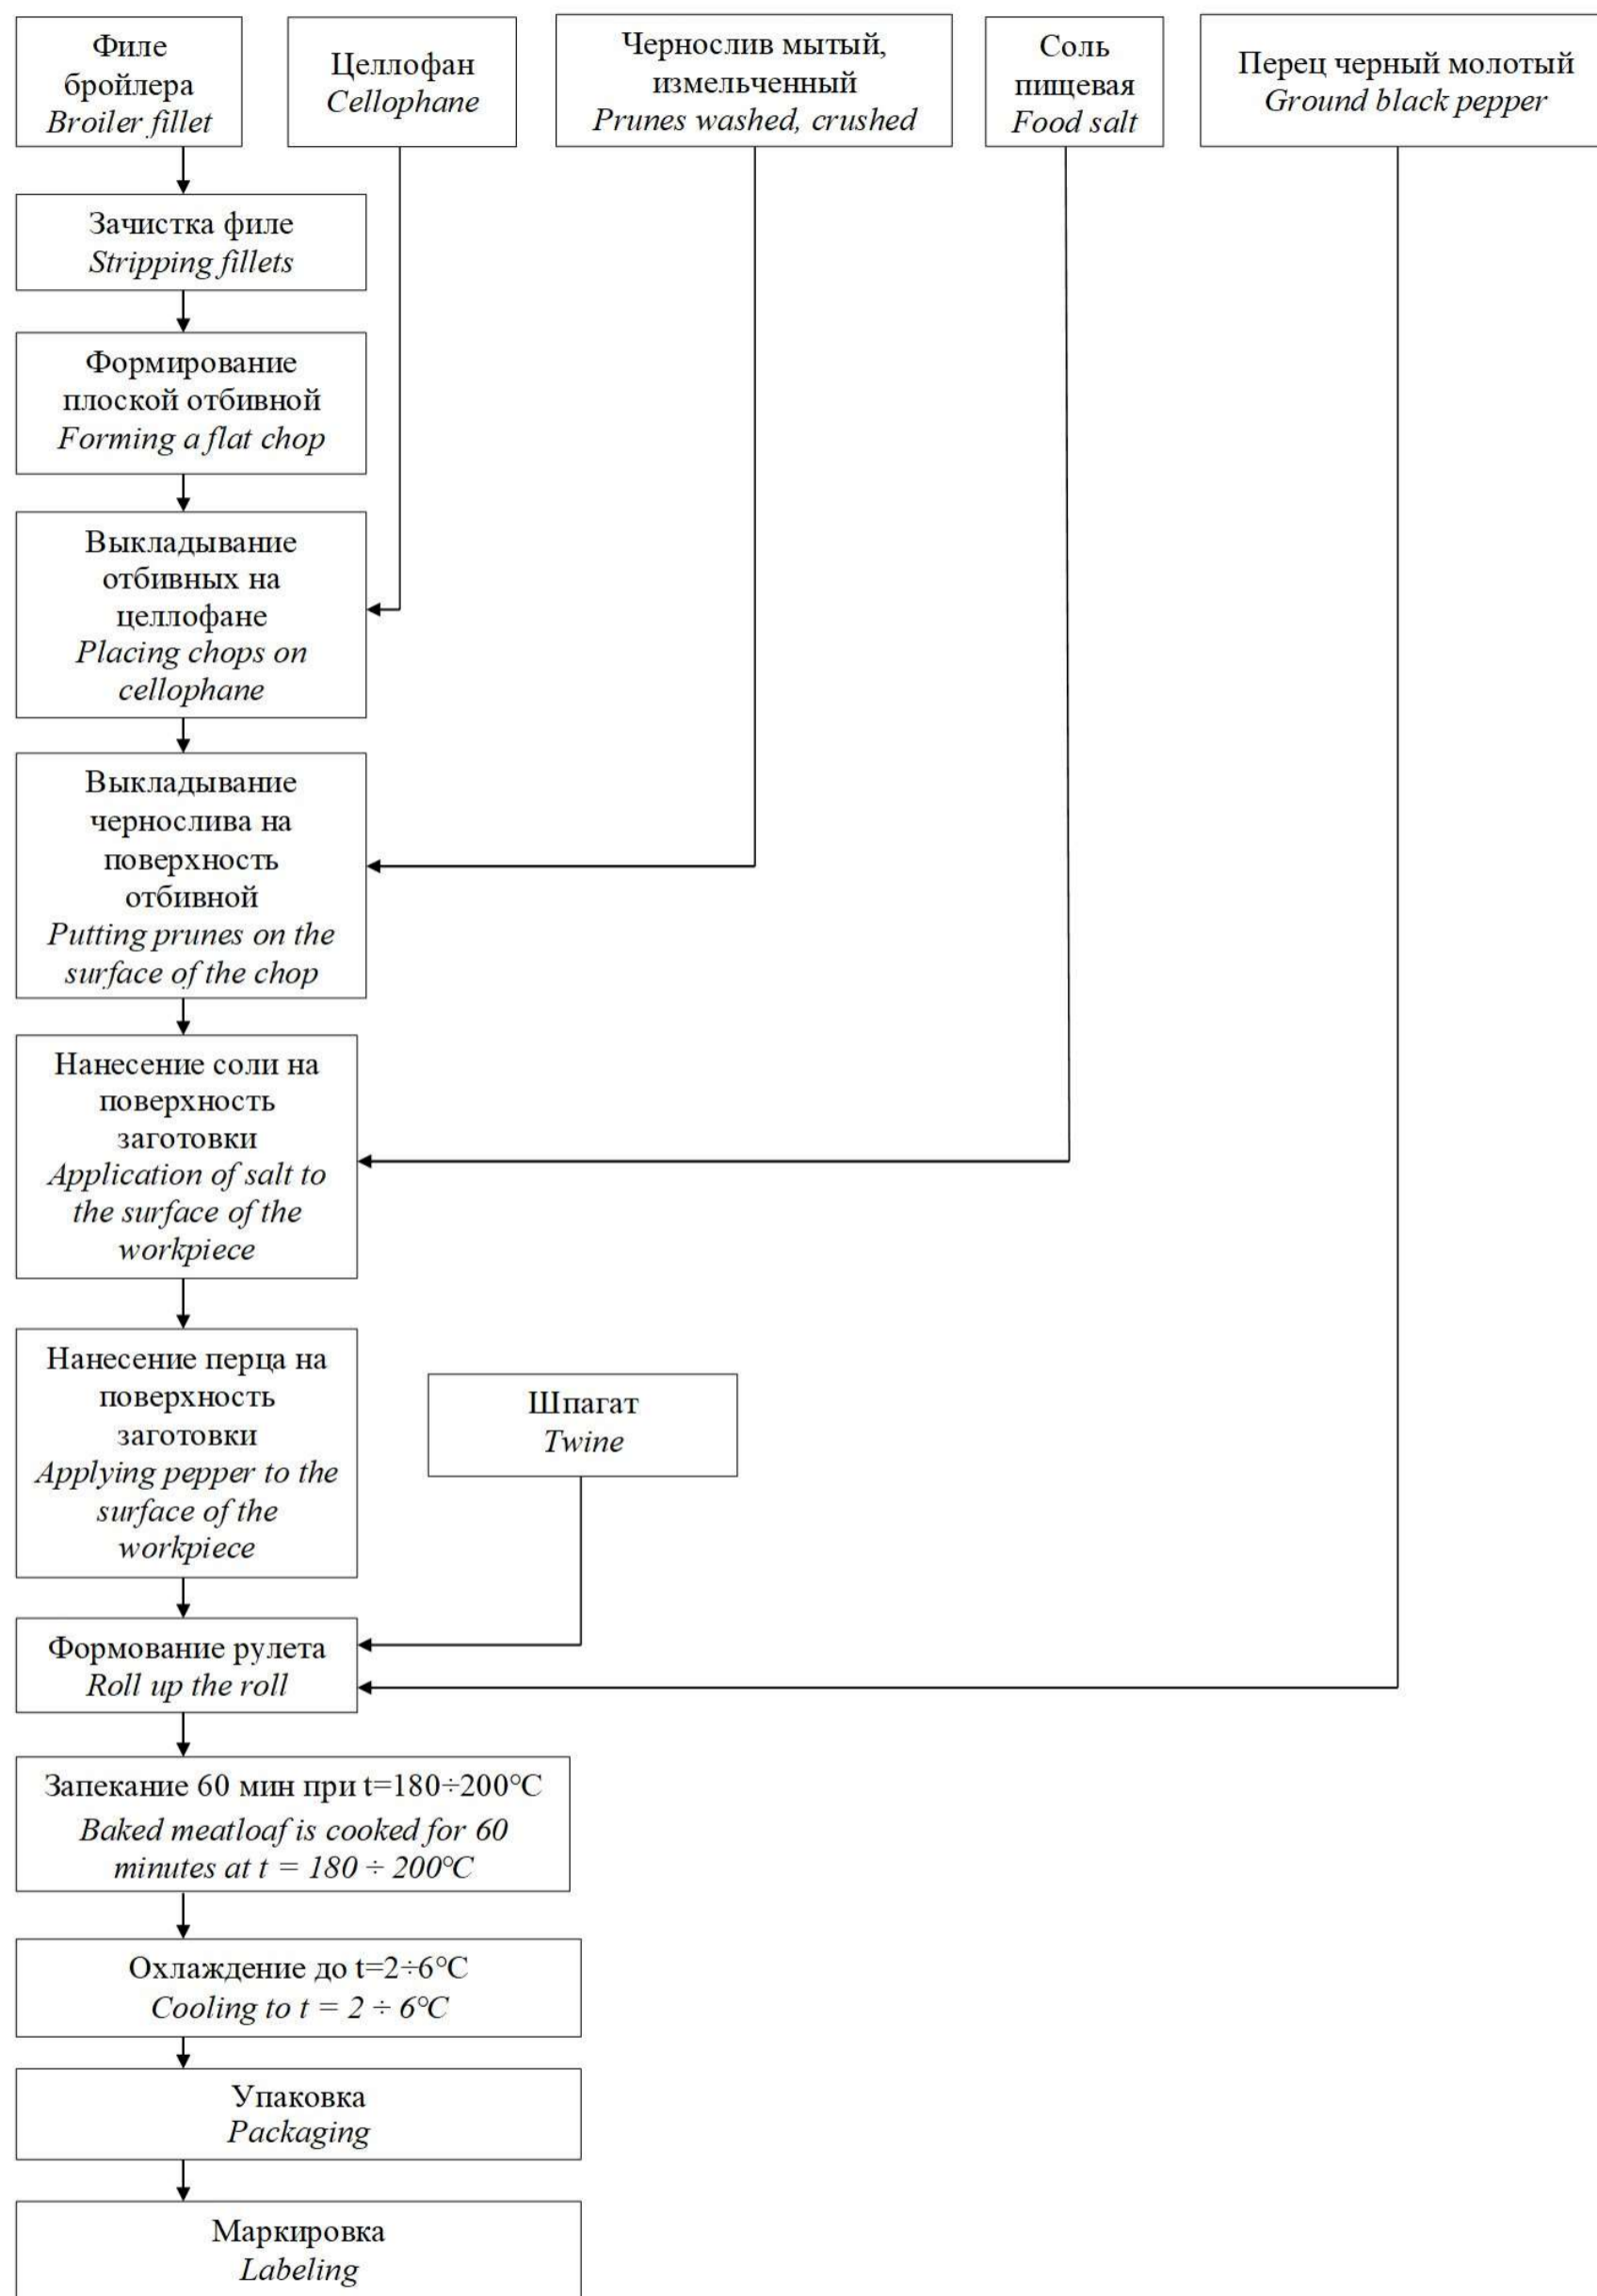 Филе
бройлера
Broiler fillet
Целлофан
Cellophane
Чернослив мытый,
измельченный
Prunes washed, crushed
Соль
пищевая
Food salt
Перец черный молотый
Ground black pepper
Зачистка филе
Stripping fillets
Формирование
плоской отбивной
Forming a flat chop
Выкладывание
отбивных на
целлофане
Placing chops on
cellophane
Выкладывание
чернослива на
поверхность
отбивной
Putting prunes on the
surface of the chop
Нанесение соли на
поверхность
заготовки
Application of salt to
the surface of the
workpiece
Нанесение перца на
поверхность
заготовки
Applying pepper to the
surface of the
workpiece
Шпагат
Twine
Формование рулета
Roll up the roll
Запекание 60 мин при t=180÷200°С
Baked meatloaf is cooked for 60
minutes at t = 180 ÷ 200°C
Охлаждение до t=2÷6°С
Cooling to t = 2 ÷ 6°C
Упаковка
Packaging
Маркировка
Labeling